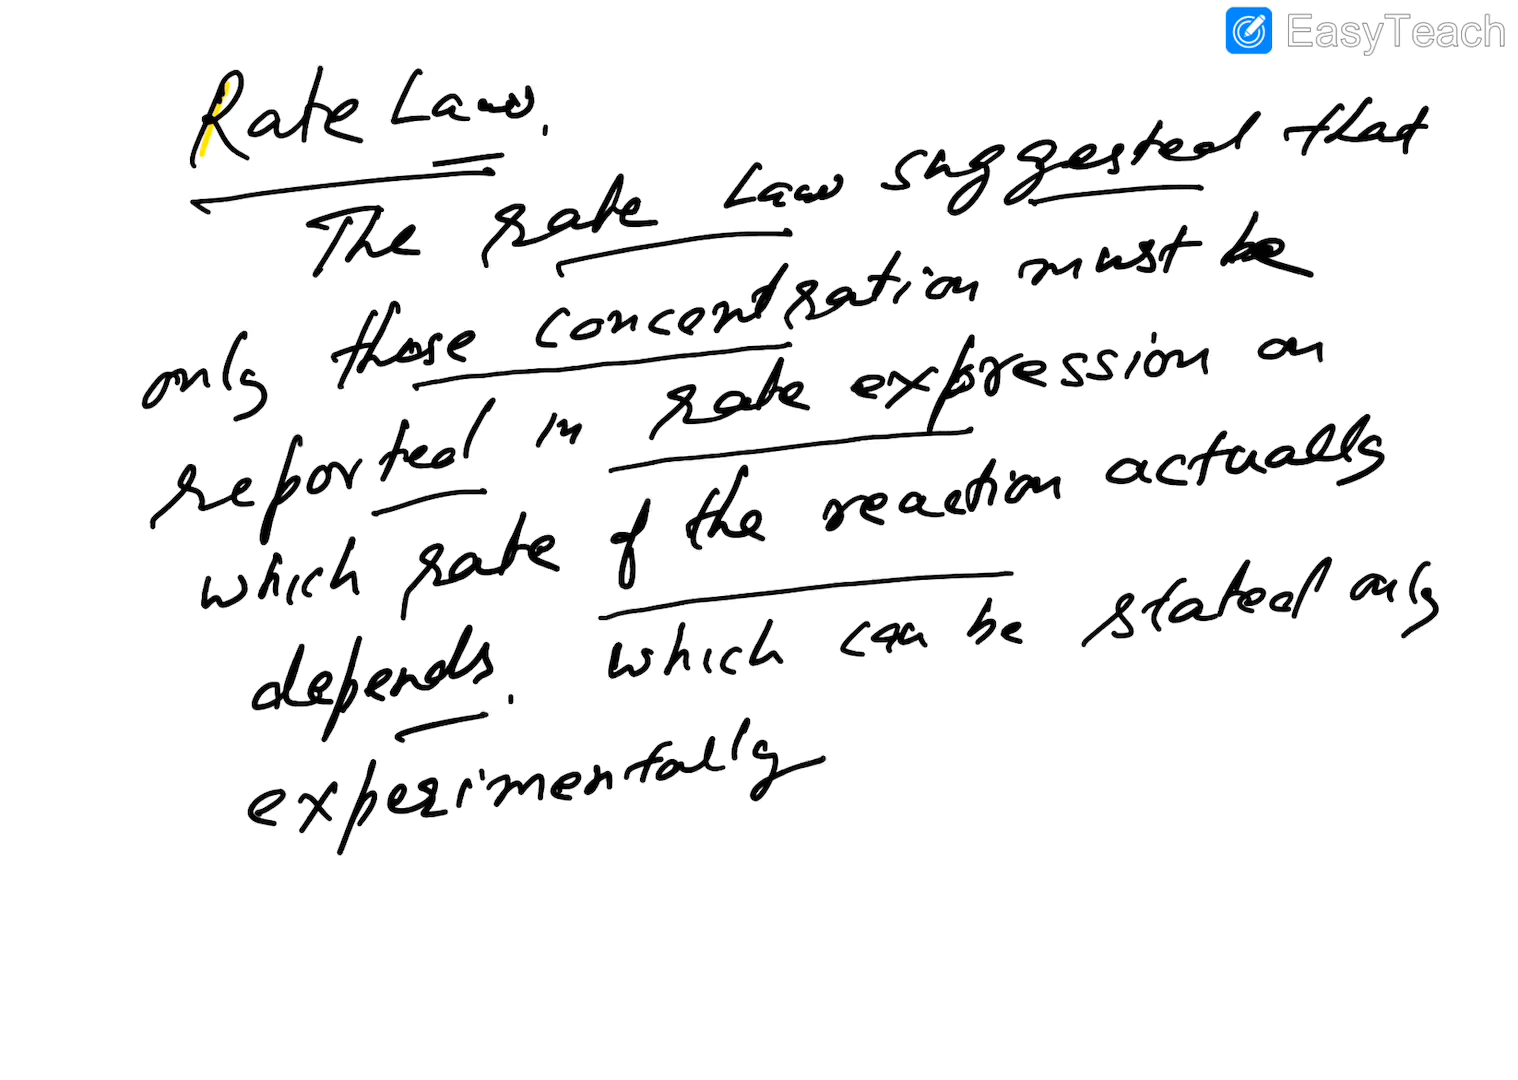 EasyTeach
Rate Law.
The rate Law suggested that
only those concentration must be
reported in rate expression on
which rate of the reaction actually
depends. which can be stated only
experimentally